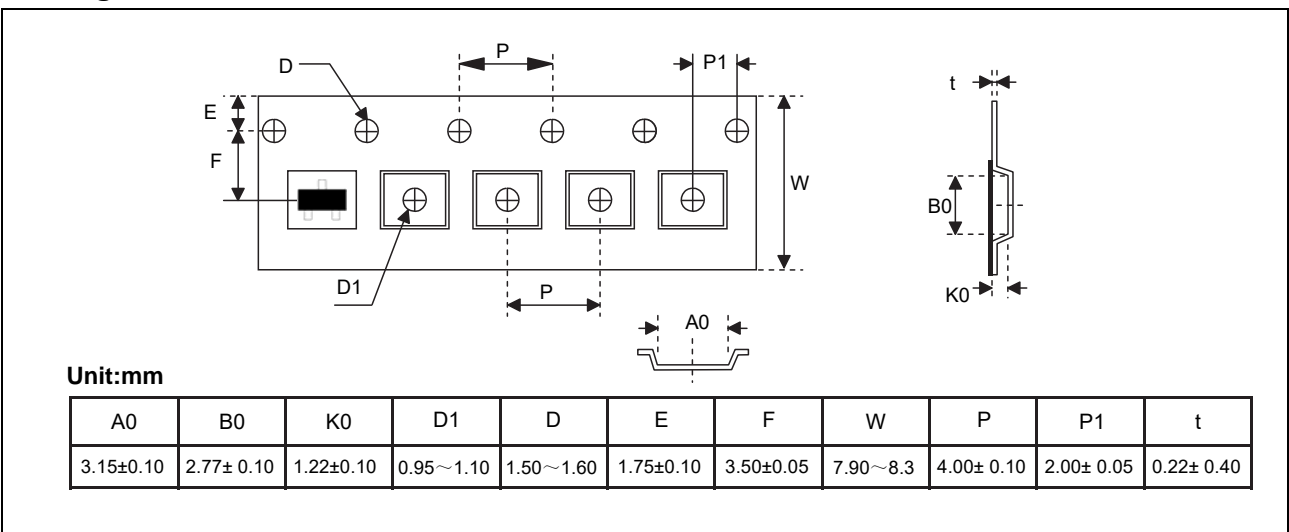 D
P
P1
t
E
F
W
B0
D1
P
K0
A0
Unit:mm
A0 B0 K0 D1 D E F W P P1 t
3.15±0.10 2.77± 0.10 1.22±0.10 0.95～1.10 1.50～1.60 1.75±0.10 3.50±0.05 7.90～8.3 4.00± 0.10 2.00± 0.05 0.22± 0.40